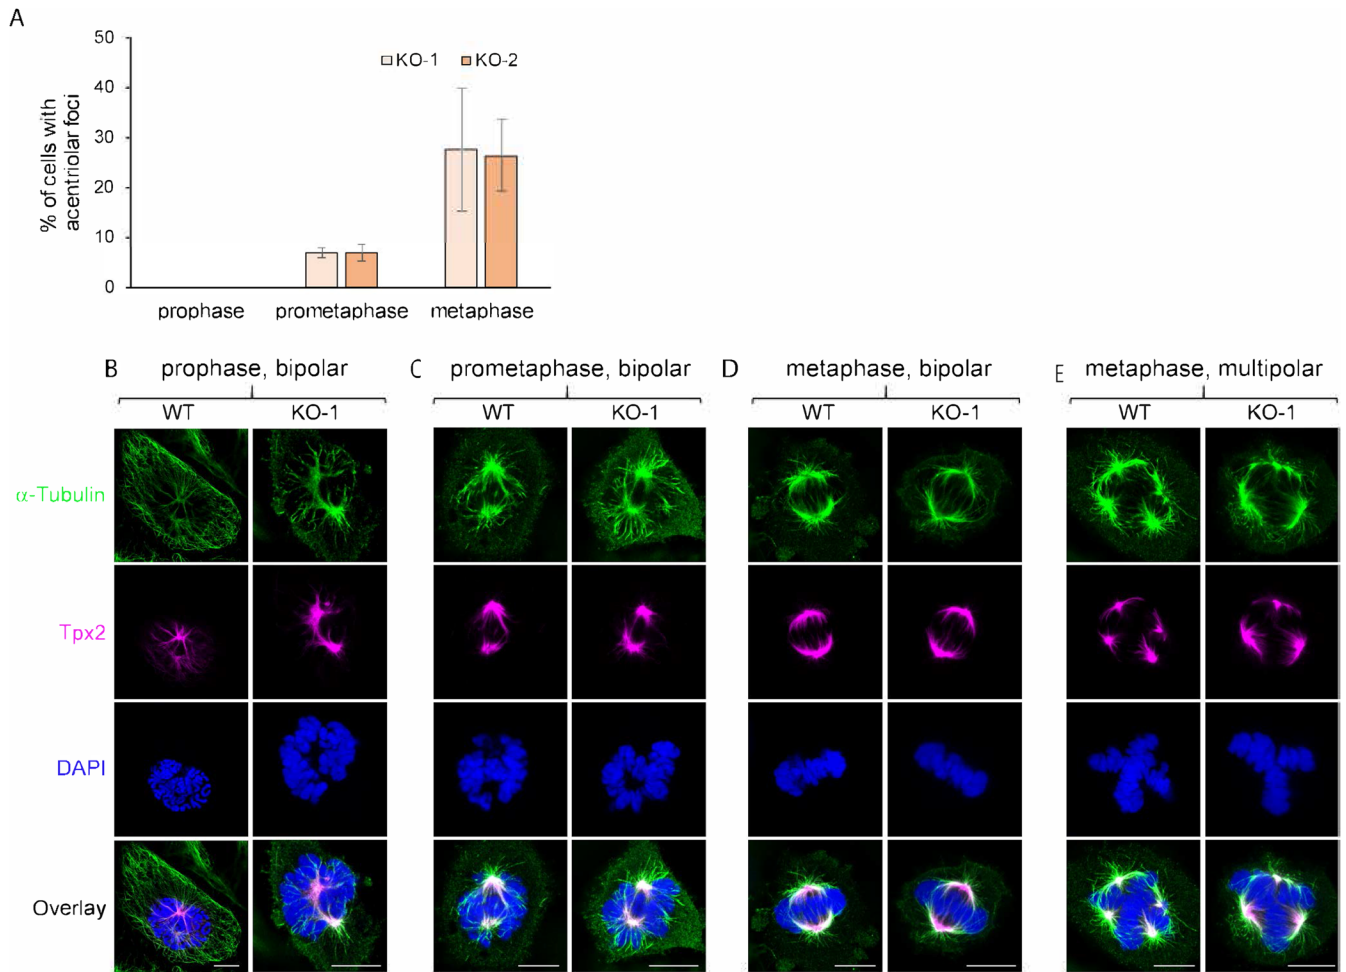 A
50
40
30
20
10
0
% of cells with
acentriolar foci
KO-1 KO-2
prophase prometaphase metaphase
B prophase, bipolar
WT KO-1
C prometaphase, bipolar
WT KO-1
D metaphase, bipolar
WT KO-1
E metaphase, multipolar
WT KO-1
α-Tubulin
Tpx2
DAPI
Overlay